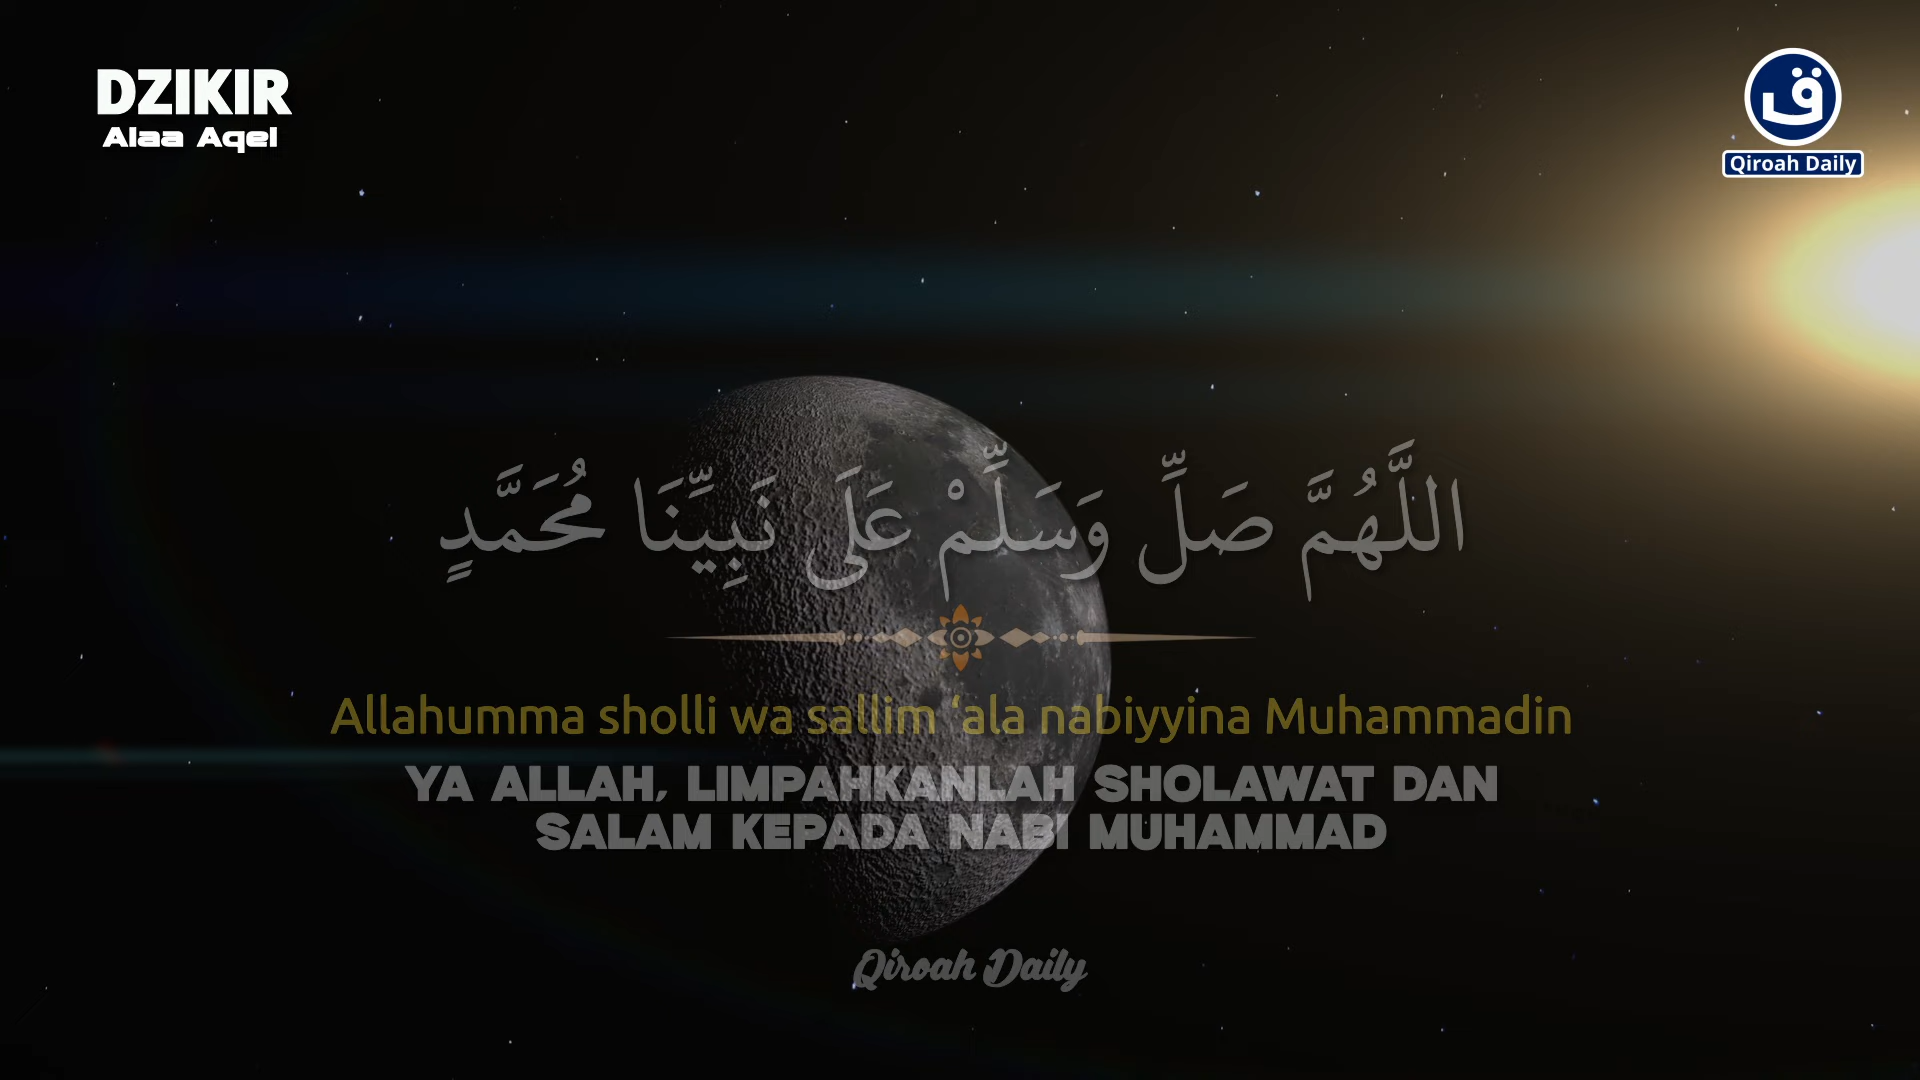 DZIKIR
Alaa Aqel
ق
Qiroah Daily
اللَّهُمَّ صَلِّ وَسَلِّمْ عَلَى نَبِيِّنَا مُحَمَّدٍ
Allahumma sholli wa sallim ‘ala nabiyyina Muhammadin
YA ALLAH, LIMPAHKANLAH SHOLAWAT DAN
SALAM KEPADA NABI MUHAMMAD
Qiroah Daily